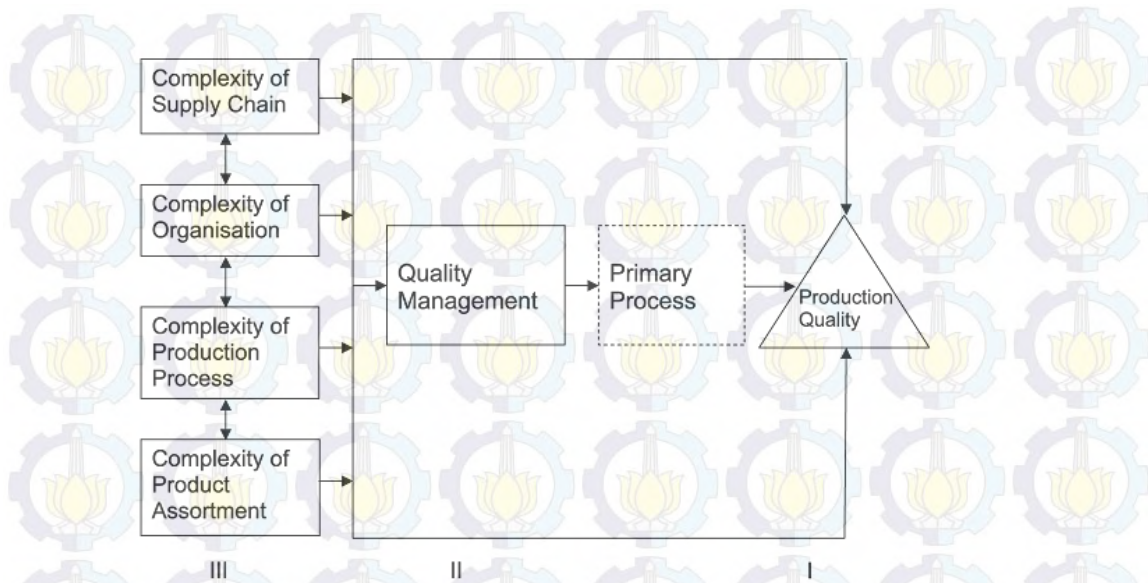 Complexity of
Supply Chain
Complexity of
Organisation
Complexity of
Production
Process
Complexity of
Product
Assortment
Quality
Management
Primary
Process
Production
Quality
III
II
I